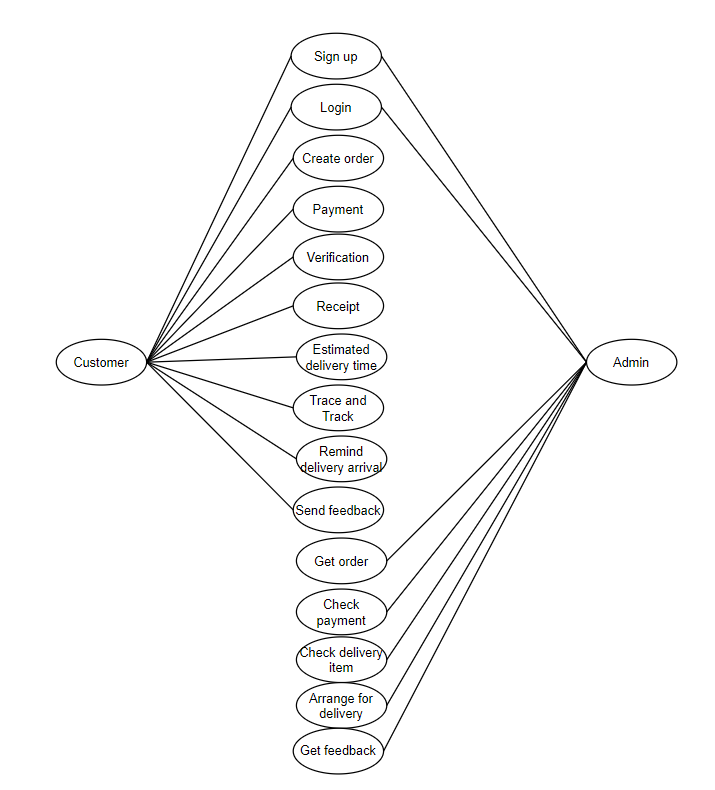 Sign up
Login
Create order
Payment
Verification
Receipt
Estimated
delivery time
Customer
Admin
Trace and
Track
Remind
delivery arrival
Send feedback
Get order
Check
payment
Check delivery
item
Arrange for
delivery
Get feedback